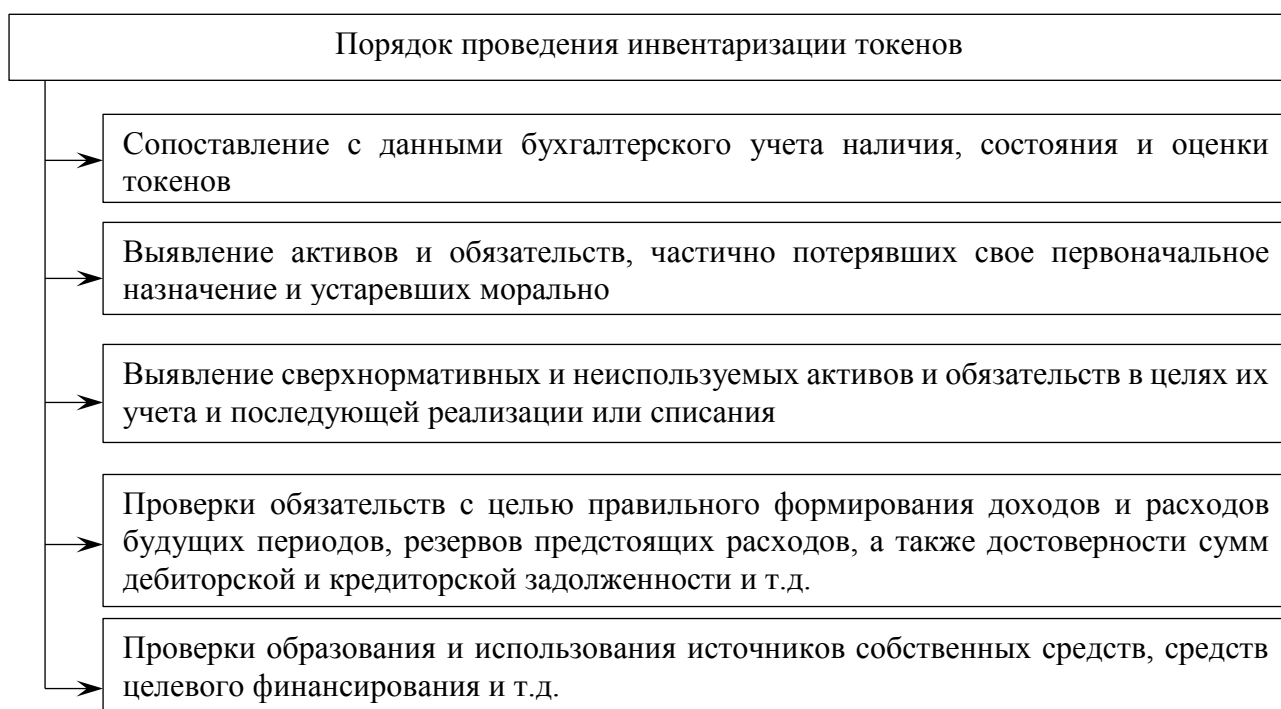 Порядок проведения инвентаризации токенов
Сопоставление с данными бухгалтерского учета наличия, состояния и оценки
токенов
Выявление активов и обязательств, частично потерявших свое первоначальное
назначение и устаревших морально
Выявление сверхнормативных и неиспользуемых активов и обязательств в целях их
учета и последующей реализации или списания
Проверки обязательств с целью правильного формирования доходов и расходов
будущих периодов, резервов предстоящих расходов, а также достоверности сумм
дебиторской и кредиторской задолженности и т.д.
Проверки образования и использования источников собственных средств, средств
целевого финансирования и т.д.